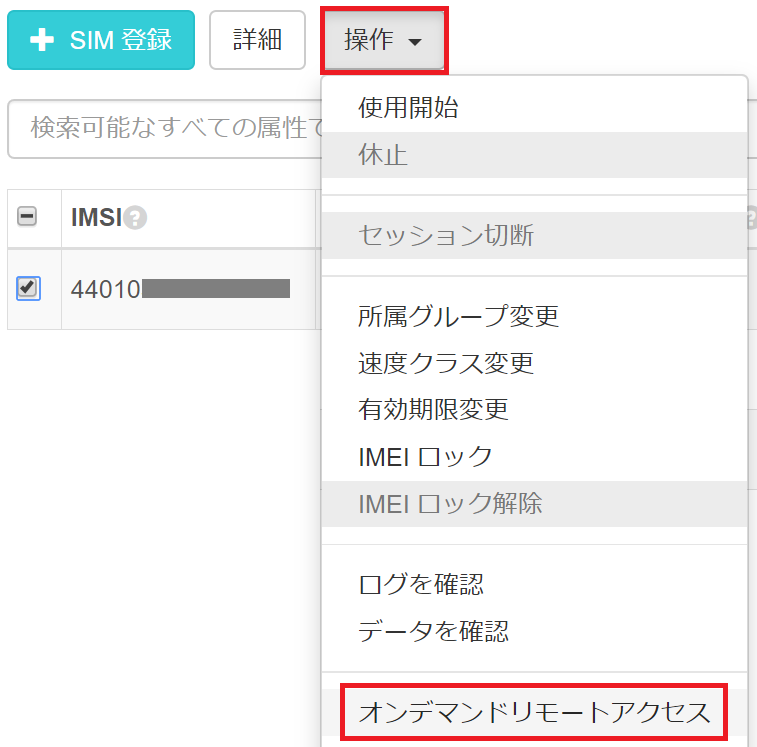 SIM 登録
詳細
操作
検索可能なすべての属性で
IMSI
44010
使用開始
休止
セッション切断
所属グループ変更
速度クラス変更
有効期限変更
IMEI ロック
IMEI ロック解除
ログを確認
データを確認
オンデマンドリモートアクセス